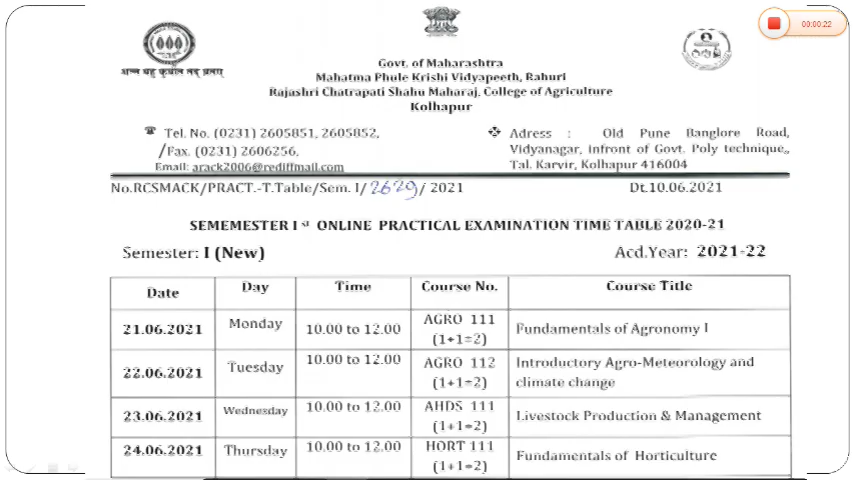 00:00:22
Govt. of Maharashtra
Mahatma Phule Krishi Vidyapeeth, Rahuri
Rajashri Chatrapati Shahu Maharaj, College of Agriculture
Kolhapur
☎ Tel. No. (0231) 2605851, 2605852,
/Fax. (0231) 2606256,
Email: arack2006@rediffmail.com
❖ Adress : Old Pune Banglore Road,
Vidyanagar, infront of Govt. Poly technique,,
Tal. Karvir, Kolhapur 416004
No.RCSMACK/PRACT.-T.Table/Sem. I/ 2629 / 2021 Dt.10.06.2021
SEMEMESTER I st ONLINE PRACTICAL EXAMINATION TIME TABLE 2020-21
Semester: I (New) Acd.Year: 2021-22
Date Day Time Course No. Course Title
21.06.2021 Monday 10.00 to 12.00 AGRO 111 (1+1=2) Fundamentals of Agronomy I
22.06.2021 Tuesday 10.00 to 12.00 AGRO 112 (1+1=2) Introductory Agro-Meteorology and climate change
23.06.2021 Wednesday 10.00 to 12.00 AHDS 111 (1+1=2) Livestock Production & Management
24.06.2021 Thursday 10.00 to 12.00 HORT 111 (1+1=2) Fundamentals of Horticulture